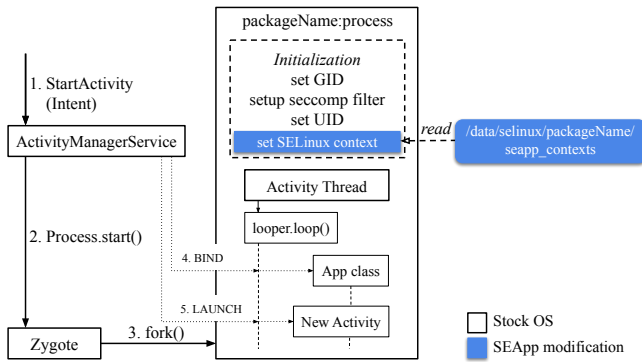 packageName:process
Initialization
set GID
setup seccomp filter
set UID
set SELinux context
read
/data/selinux/packageName/
seapp_contexts
1. StartActivity
(Intent)
ActivityManagerService
Activity Thread
looper.loop()
2. Process.start()
4. BIND
App class
5. LAUNCH
New Activity
Zygote
3. fork()
Stock OS
SEApp modification